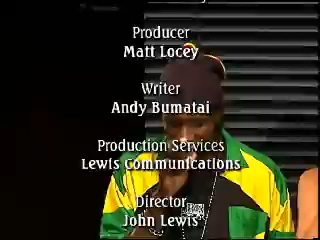 Producer
Matt Locey
Writer
Andy Bumatai
Production Services
Lewis Communications
Director
John Lewis